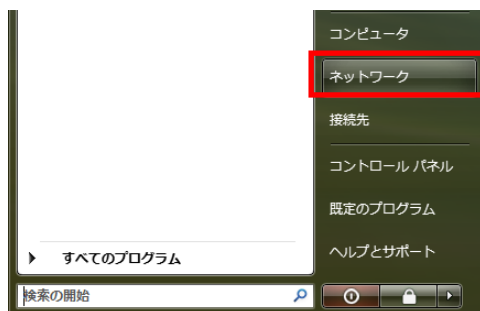 コンピュータ
ネットワーク
接続先
コントロール パネル
既定のプログラム
ヘルプとサポート
すべてのプログラム
検索の開始